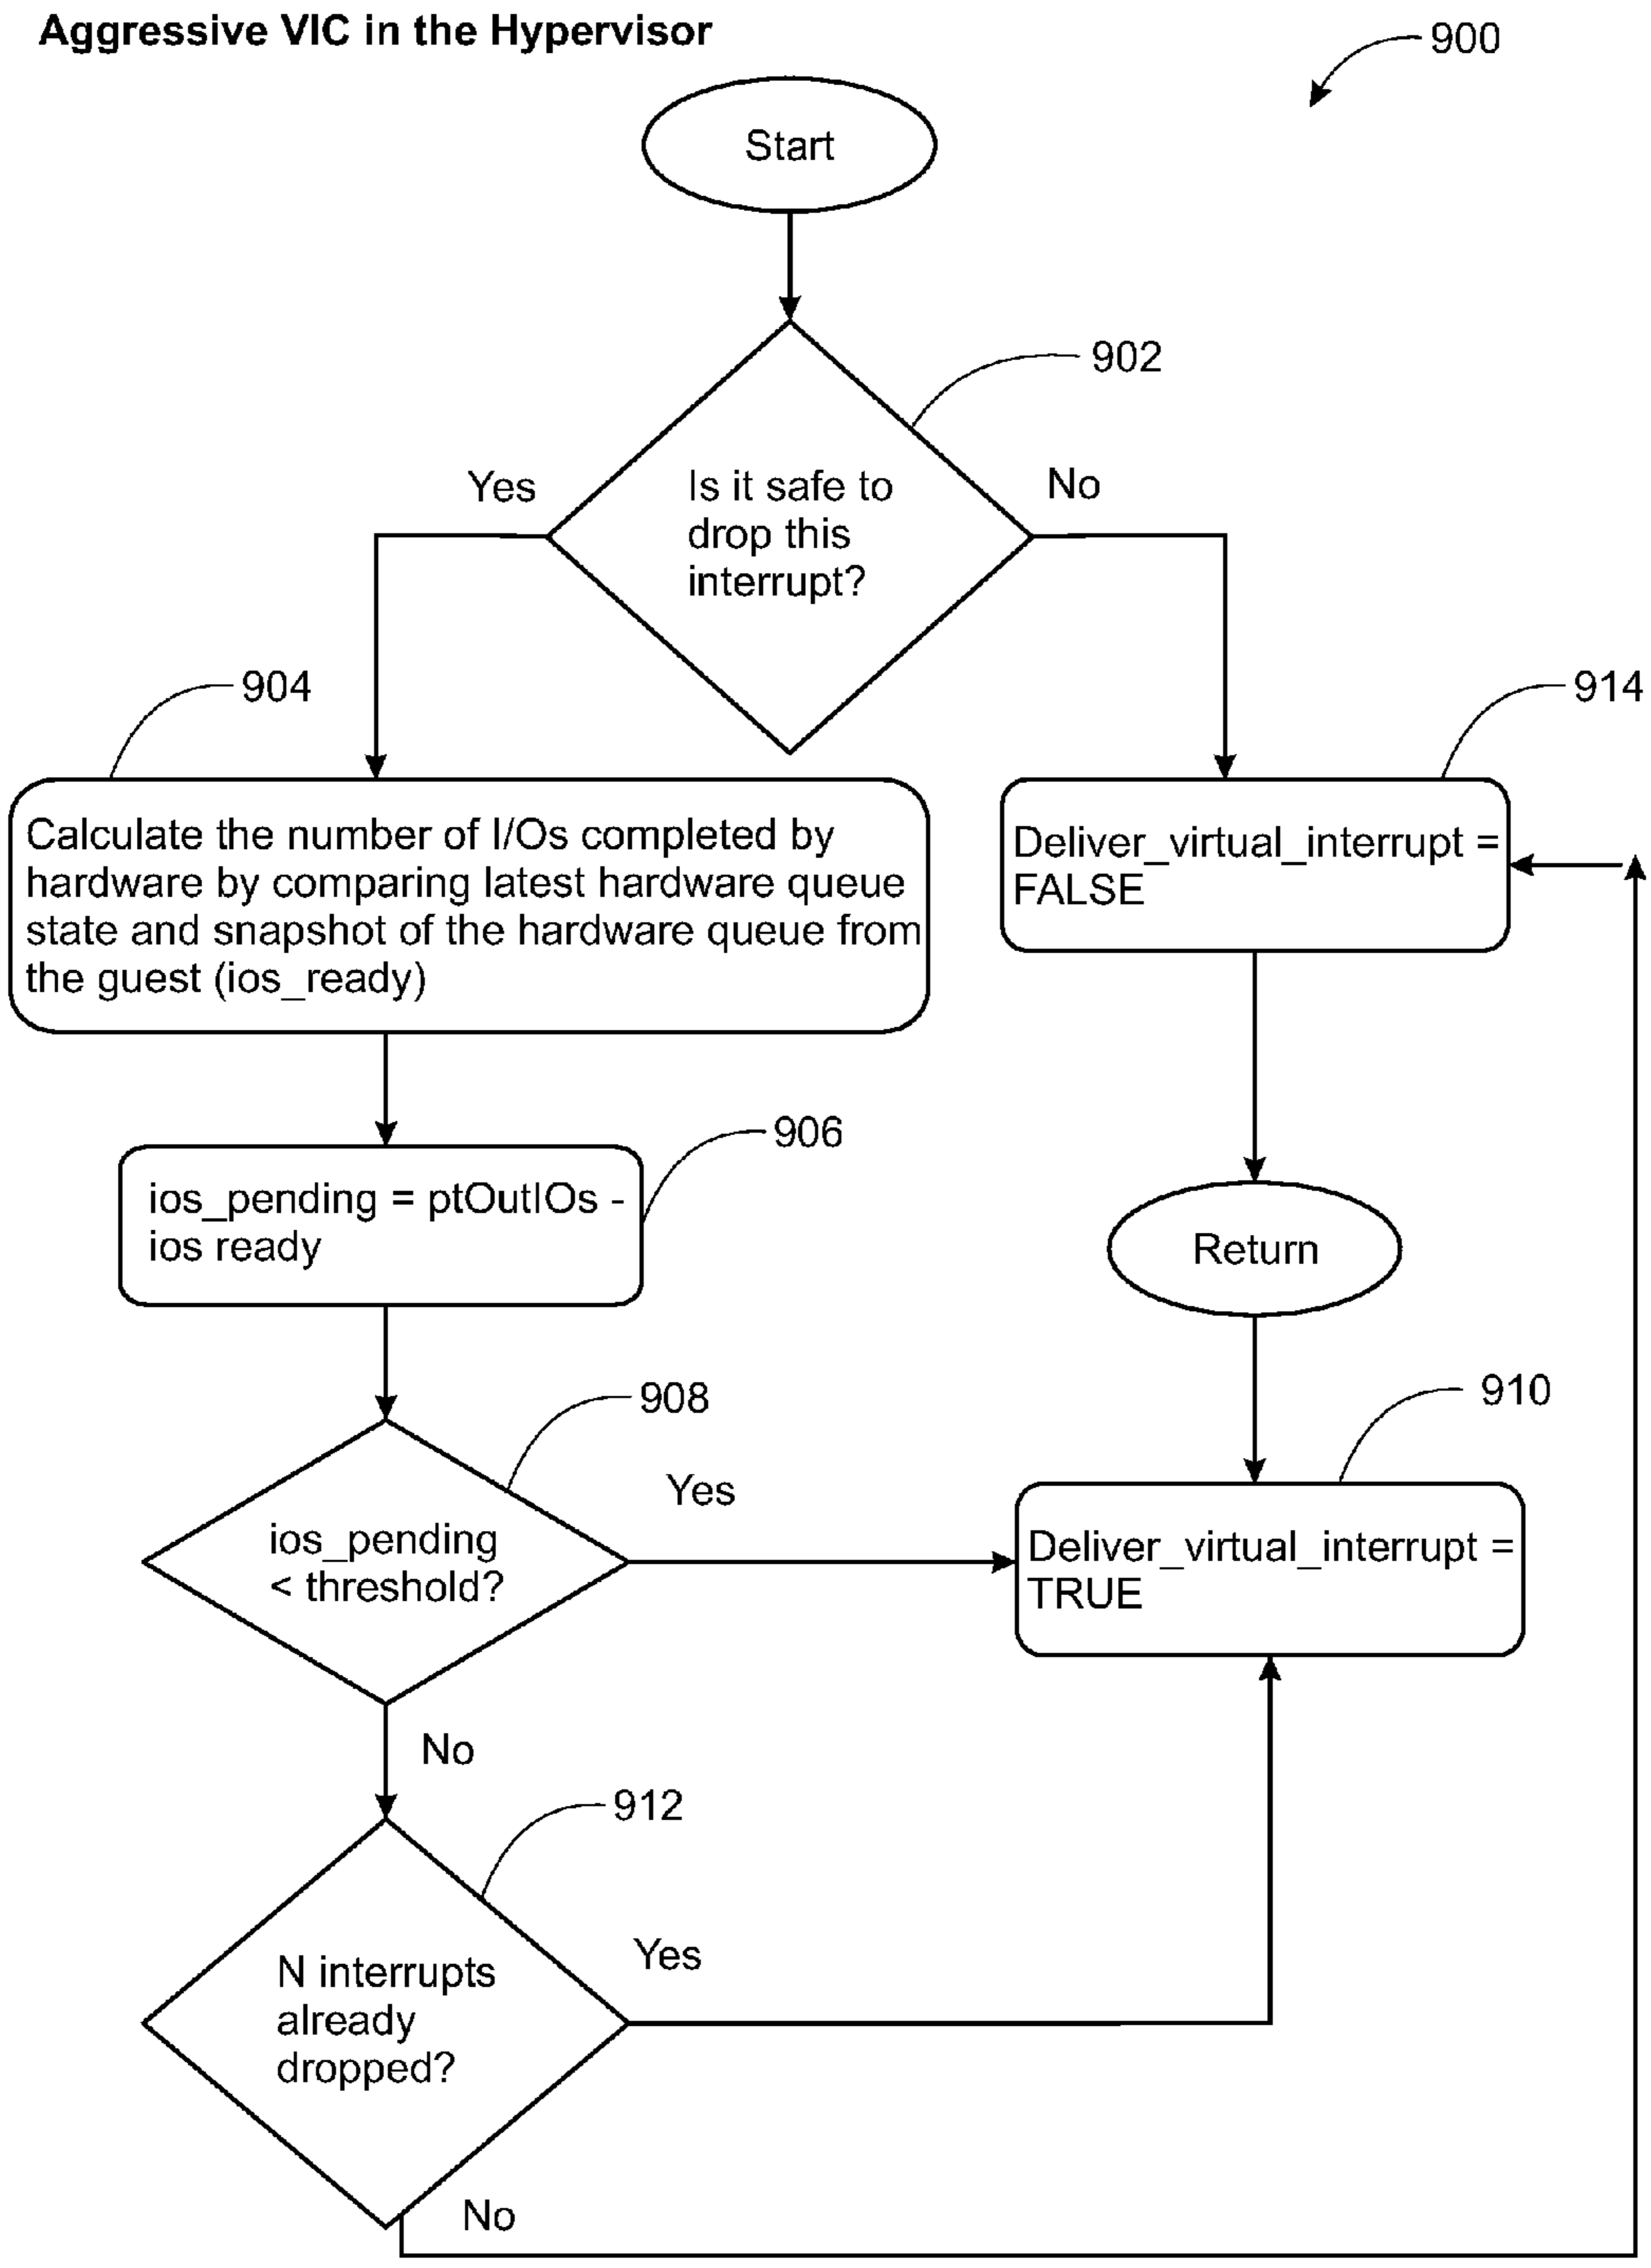 Aggressive VIC in the Hypervisor
900
Start
902
Yes
No
Is it safe to
drop this
interrupt?
904
914
Calculate the number of I/Os completed by
hardware by comparing latest hardware queue
state and snapshot of the hardware queue from
the guest (ios_ready)
Deliver_virtual_interrupt =
FALSE
906
ios_pending = ptOutIOs -
ios ready
Return
908
910
Yes
ios_pending
< threshold?
Deliver_virtual_interrupt =
TRUE
No
912
N interrupts
already
dropped?
Yes
No